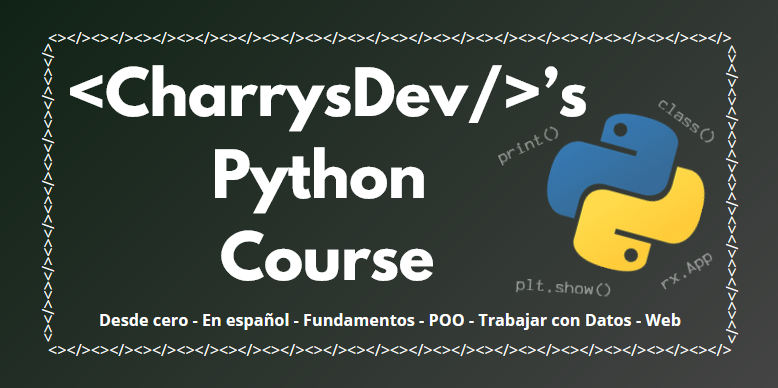 <></><></><></><></><></><></><></><></><></><></><></><></><></><></><></><></><></><></><></><></><></>
<CharrysDev/>’s
class()
print()
Python
Course
rx.App
plt.show()
Desde cero - En español - Fundamentos - POO - Trabajar con Datos - Web
<></><></><></><></><></><></><></><></><></><></><></><></><></><></><></><></><></><></><></><></><></>